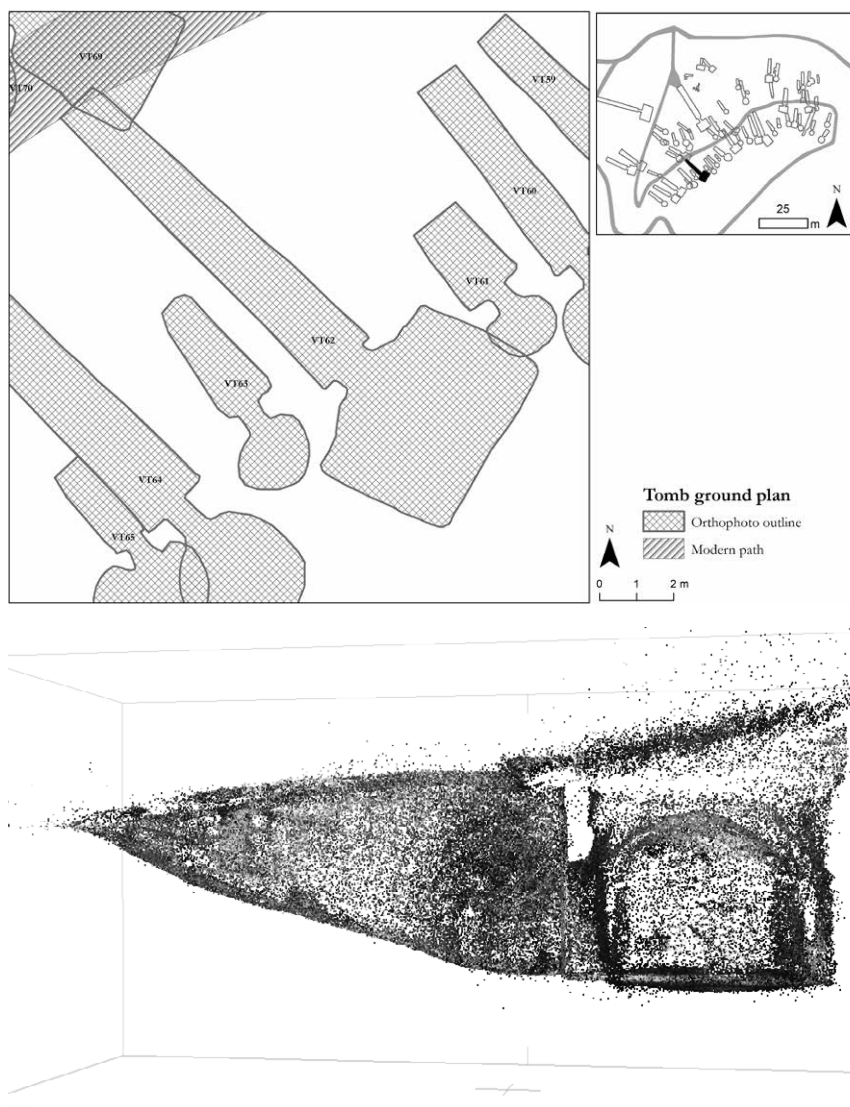 VT69
VT70
VT59
VT60
VT61
VT62
VT63
VT64
VT65
N
25
m
Tomb ground plan
Orthophoto outline
Modern path
N
0 1 2 m